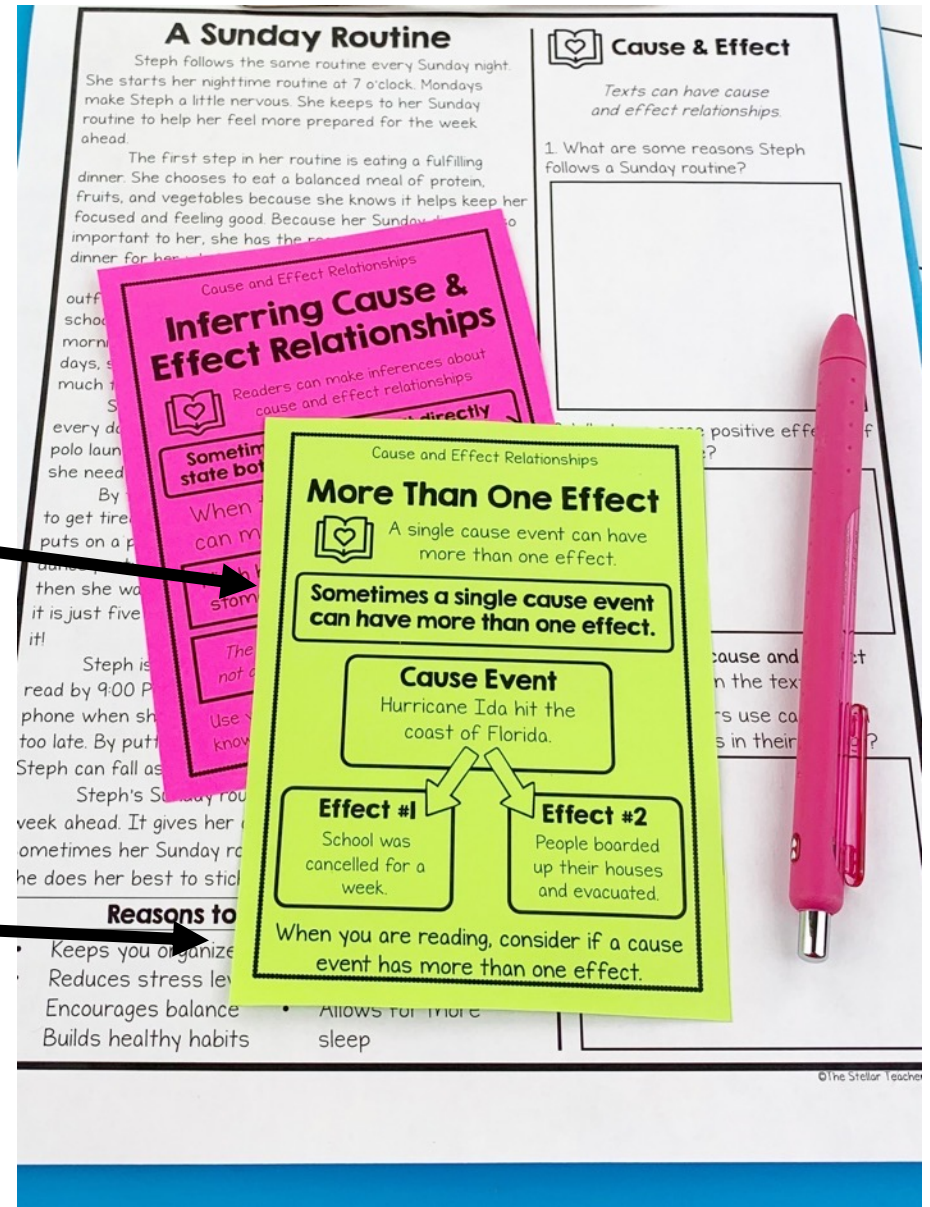 A Sunday Routine
Steph follows the same routine every Sunday night.
She starts her nighttime routine at 7 o'clock. Mondays
make Steph a little nervous. She keeps to her Sunday
routine to help her feel more prepared for the week
ahead.
The first step in her routine is eating a fulfilling
dinner. She chooses to eat a balanced meal of protein,
fruits, and vegetables because she knows it helps keep her
focused and feeling good. Because her Sunday so
important to her, she has the
dinner for her
outf
schoo
morni
days, s
much
S
every da
polo laun
she need
By
to get tire
puts on a p
then she wa
it is just five
it!
Steph is
read by 9:00 P
phone when sh
too late. By putt
Steph can fall as
Steph's Sunday rou
week ahead. It gives her
ometimes her Sunday ro
he does her best to stic
Reasons to
• Keeps you organize
• Reduces stress lev
Encourages balance
Builds healthy habits
• Allows for more
sleep
Cause & Effect
Texts can have cause
and effect relationships.
1. What are some reasons Steph
follows a Sunday routine?
positive effe f
?
cause and ct
n the tex
rs use ca
s in their ?
©The Stellar Teacher
Cause and Effect Relationships
Inferring Cause &
Effect Relationships
Readers can make inferences about
cause and effect relationships
Sometim directly
state bot
When
can m
stom
The
not
Use
know
Cause and Effect Relationships
More Than One Effect
A single cause event can have
more than one effect.
Sometimes a single cause event
can have more than one effect.
Cause Event
Hurricane Ida hit the
coast of Florida.
Effect #1
School was
cancelled for a
week.
Effect #2
People boarded
up their houses
and evacuated.
When you are reading, consider if a cause
event has more than one effect.